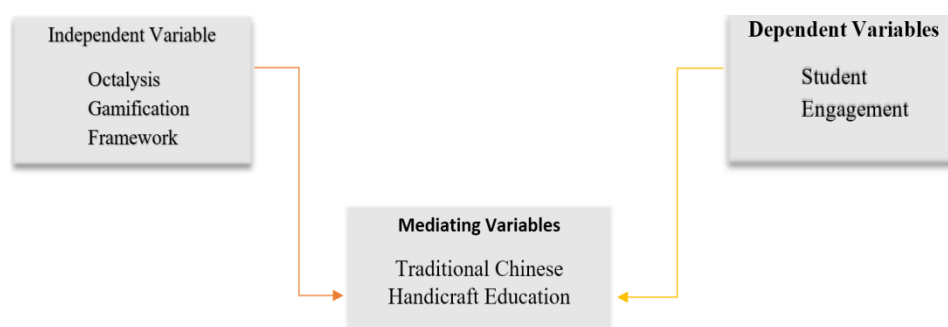 Independent Variable
Octalysis
Gamification
Framework
Dependent Variables
Student
Engagement
Mediating Variables
Traditional Chinese
Handicraft Education